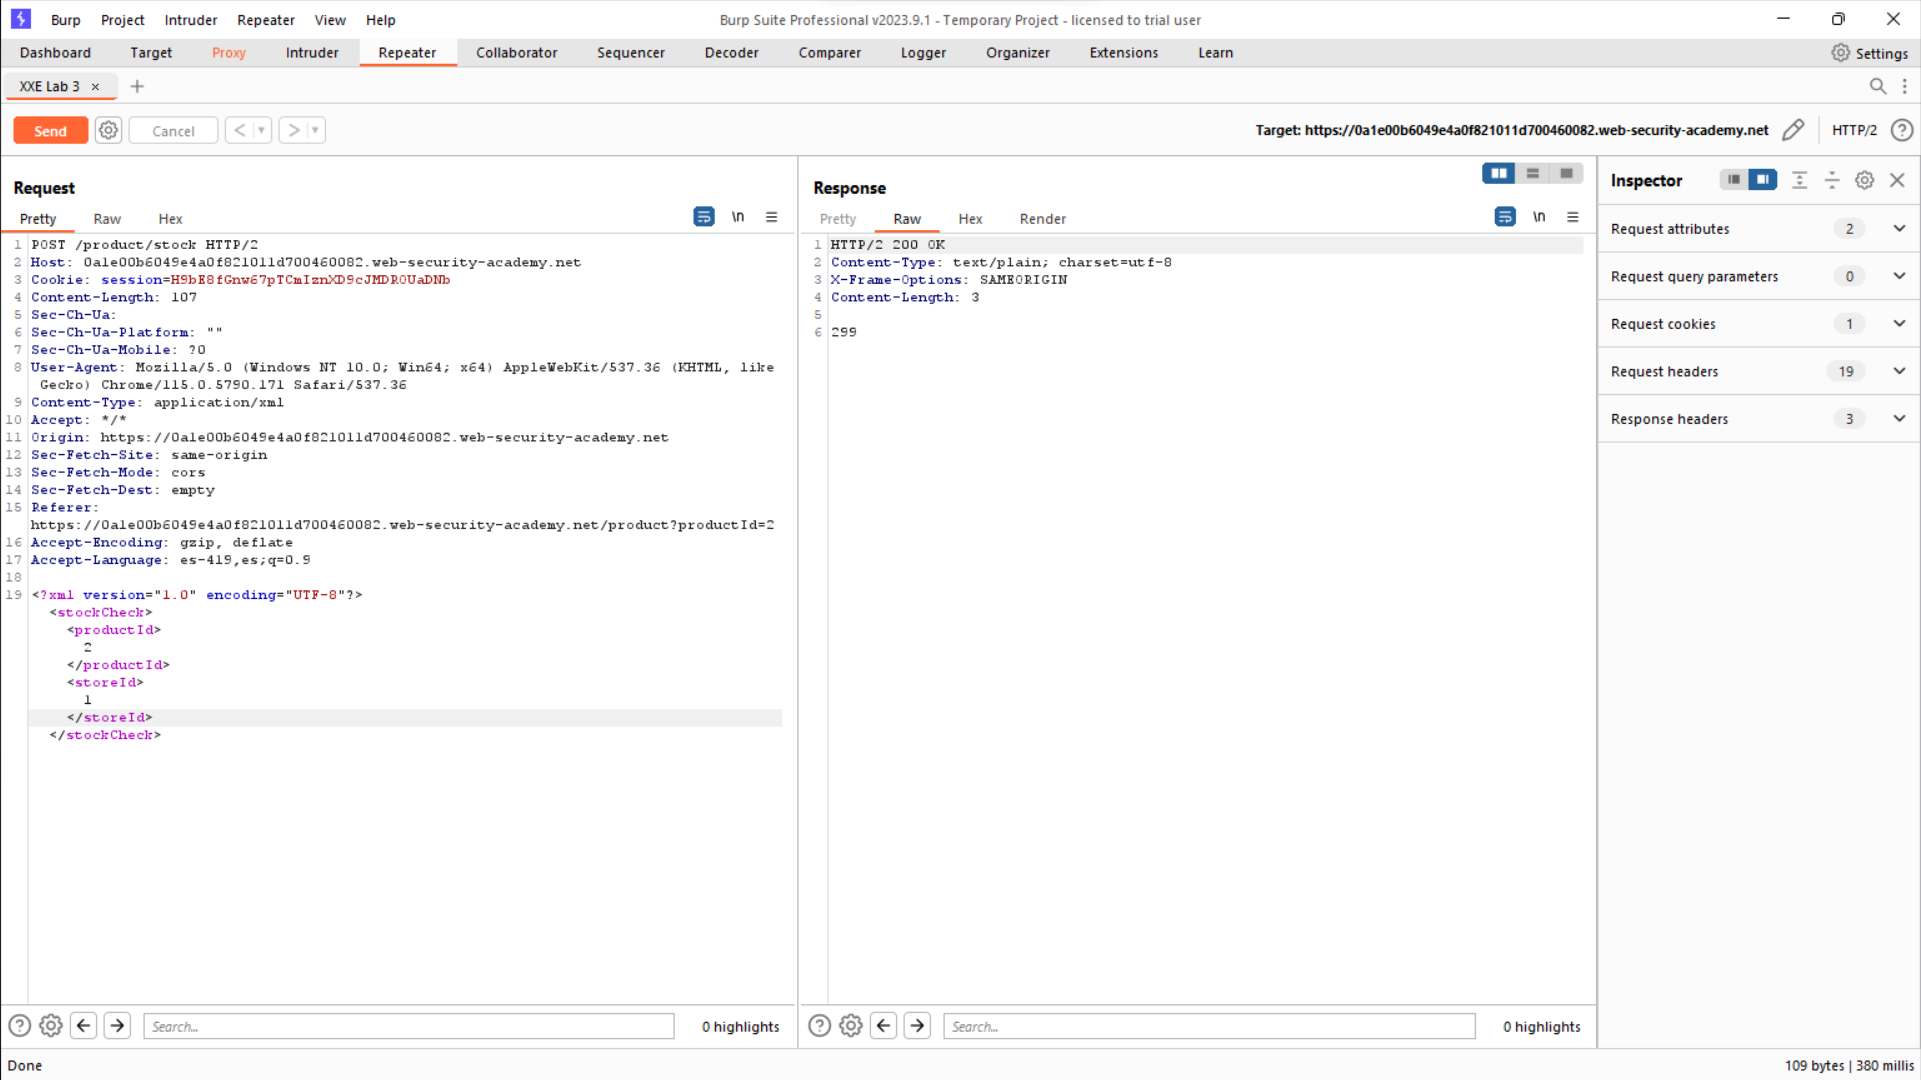 Burp Project Intruder Repeater View Help
Burp Suite Professional v2023.9.1 - Temporary Project - licensed to trial user
Dashboard Target Proxy Intruder Repeater Collaborator Sequencer Decoder Comparer Logger Organizer Extensions Learn Settings
XXE Lab 3 × +
Send Cancel < >
Target: https://0a1e00b6049e4a0f821011d700460082.web-security-academy.net HTTP/2 ?
Request
Pretty Raw Hex \n
1 POST /product/stock HTTP/2
2 Host: 0a1e00b6049e4a0f821011d700460082.web-security-academy.net
3 Cookie: session=H9bE8fGnw67pTCmIznXD9cJMDR0UaDNb
4 Content-Length: 107
5 Sec-Ch-Ua:
6 Sec-Ch-Ua-Platform: ""
7 Sec-Ch-Ua-Mobile: ?0
8 User-Agent: Mozilla/5.0 (Windows NT 10.0; Win64; x64) AppleWebKit/537.36 (KHTML, like
Gecko) Chrome/115.0.5790.171 Safari/537.36
9 Content-Type: application/xml
10 Accept: */*
11 Origin: https://0a1e00b6049e4a0f821011d700460082.web-security-academy.net
12 Sec-Fetch-Site: same-origin
13 Sec-Fetch-Mode: cors
14 Sec-Fetch-Dest: empty
15 Referer:
https://0a1e00b6049e4a0f821011d700460082.web-security-academy.net/product?productId=2
16 Accept-Encoding: gzip, deflate
17 Accept-Language: es-419,es;q=0.9
18
19 <?xml version="1.0" encoding="UTF-8"?>
<stockCheck>
<productId>
2
</productId>
<storeId>
1
</storeId>
</stockCheck>
? Search... 0 highlights
Response
Pretty Raw Hex Render \n
1 HTTP/2 200 OK
2 Content-Type: text/plain; charset=utf-8
3 X-Frame-Options: SAMEORIGIN
4 Content-Length: 3
5
6 299
? Search... 0 highlights
Inspector
Request attributes 2
Request query parameters 0
Request cookies 1
Request headers 19
Response headers 3
Done
109 bytes | 380 millis